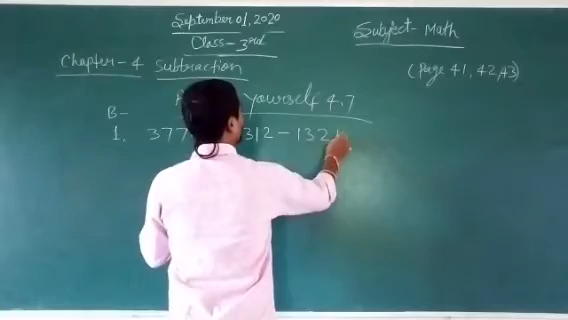 September 01, 2020
Subject - Math
Class - 3rd
Chapter - 4 Subtraction
(Page 41, 42, 43)
yourself 4.7
B-
1. 377 312 - 132